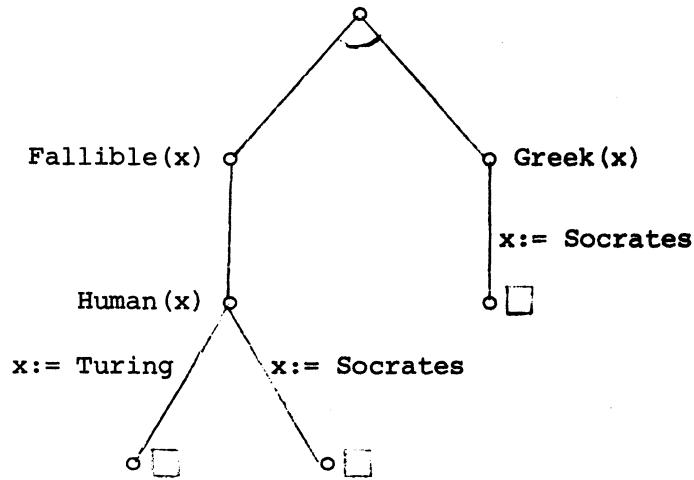 Fallible(x)
Greek(x)
x:= Socrates
Human(x)
x:= Turing
x:= Socrates